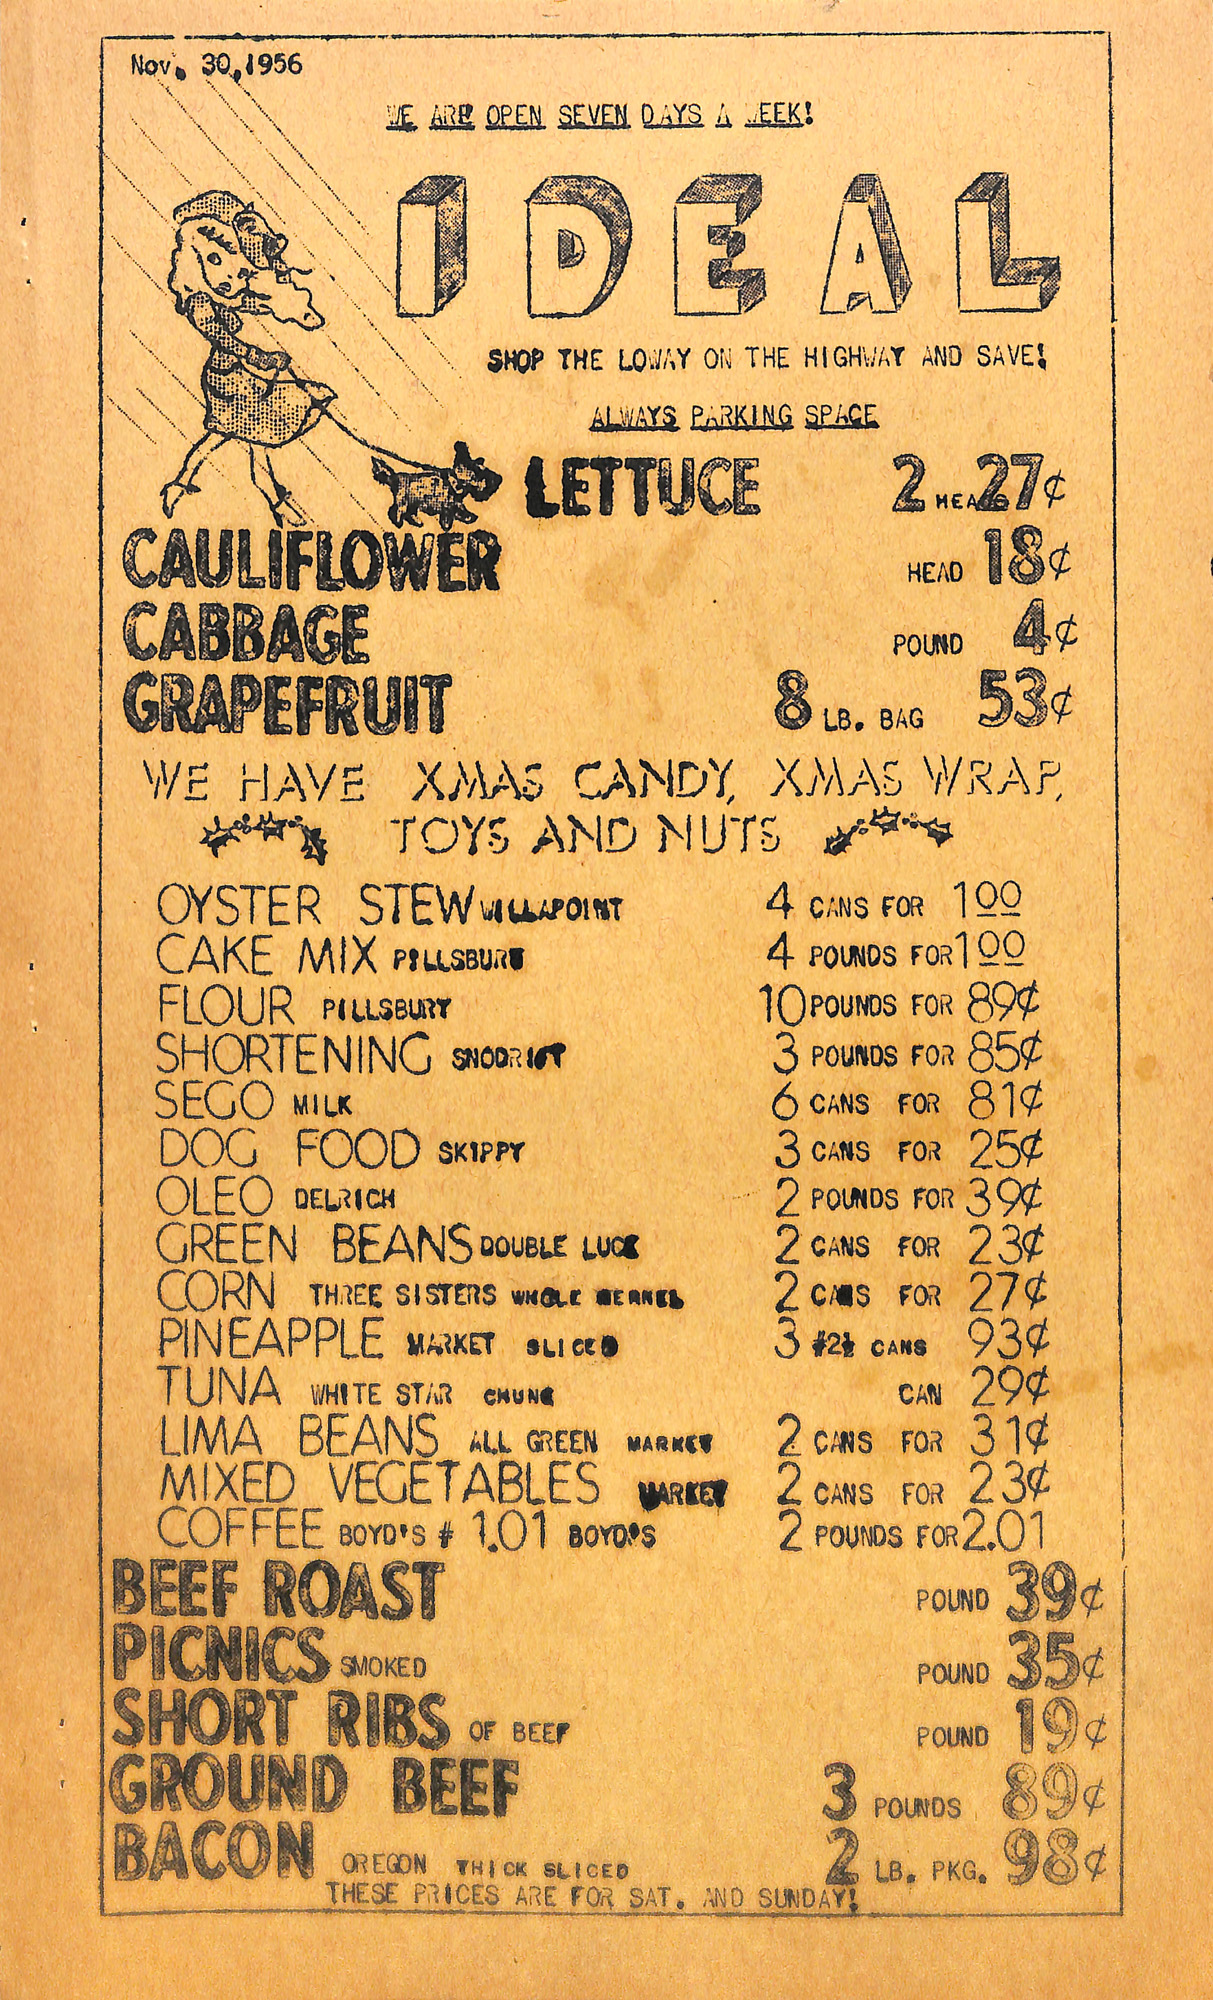 Nov. 30,1956
WE ARE OPEN SEVEN DAYS A WEEK!
IDEAL
SHOP THE LOWAY ON THE HIGHWAY AND SAVE!
ALWAYS PARKING SPACE
LETTUCE 2 HEADS 27¢
CAULIFLOWER HEAD 18¢
CABBAGE POUND 4¢
GRAPEFRUIT 8 LB. BAG 53¢
WE HAVE XMAS CANDY, XMAS WRAP,
TOYS AND NUTS
OYSTER STEW WILLAPOINT 4 CANS FOR 1.00
CAKE MIX PILLSBURY 4 POUNDS FOR 1.00
FLOUR PILLSBURY 10 POUNDS FOR 89¢
SHORTENING SNODRIFT 3 POUNDS FOR 85¢
SEGO MILK 6 CANS FOR 81¢
DOG FOOD SKIPPY 3 CANS FOR 25¢
OLEO DELRICH 2 POUNDS FOR 39¢
GREEN BEANS DOUBLE LUCK 2 CANS FOR 23¢
CORN THREE SISTERS WHOLE KERNEL 2 CANS FOR 27¢
PINEAPPLE MARKET SLICED 3 #2½ CANS 93¢
TUNA WHITE STAR CHUNK CAN 29¢
LIMA BEANS ALL GREEN MARKET 2 CANS FOR 31¢
MIXED VEGETABLES MARKET 2 CANS FOR 23¢
COFFEE BOYD'S # 1.01 BOYD'S 2 POUNDS FOR 2.01
BEEF ROAST POUND 39¢
PICNICS SMOKED POUND 35¢
SHORT RIBS OF BEEF POUND 19¢
GROUND BEEF 3 POUNDS 89¢
BACON OREGON THICK SLICED 2 LB. PKG. 98¢
THESE PRICES ARE FOR SAT. AND SUNDAY!